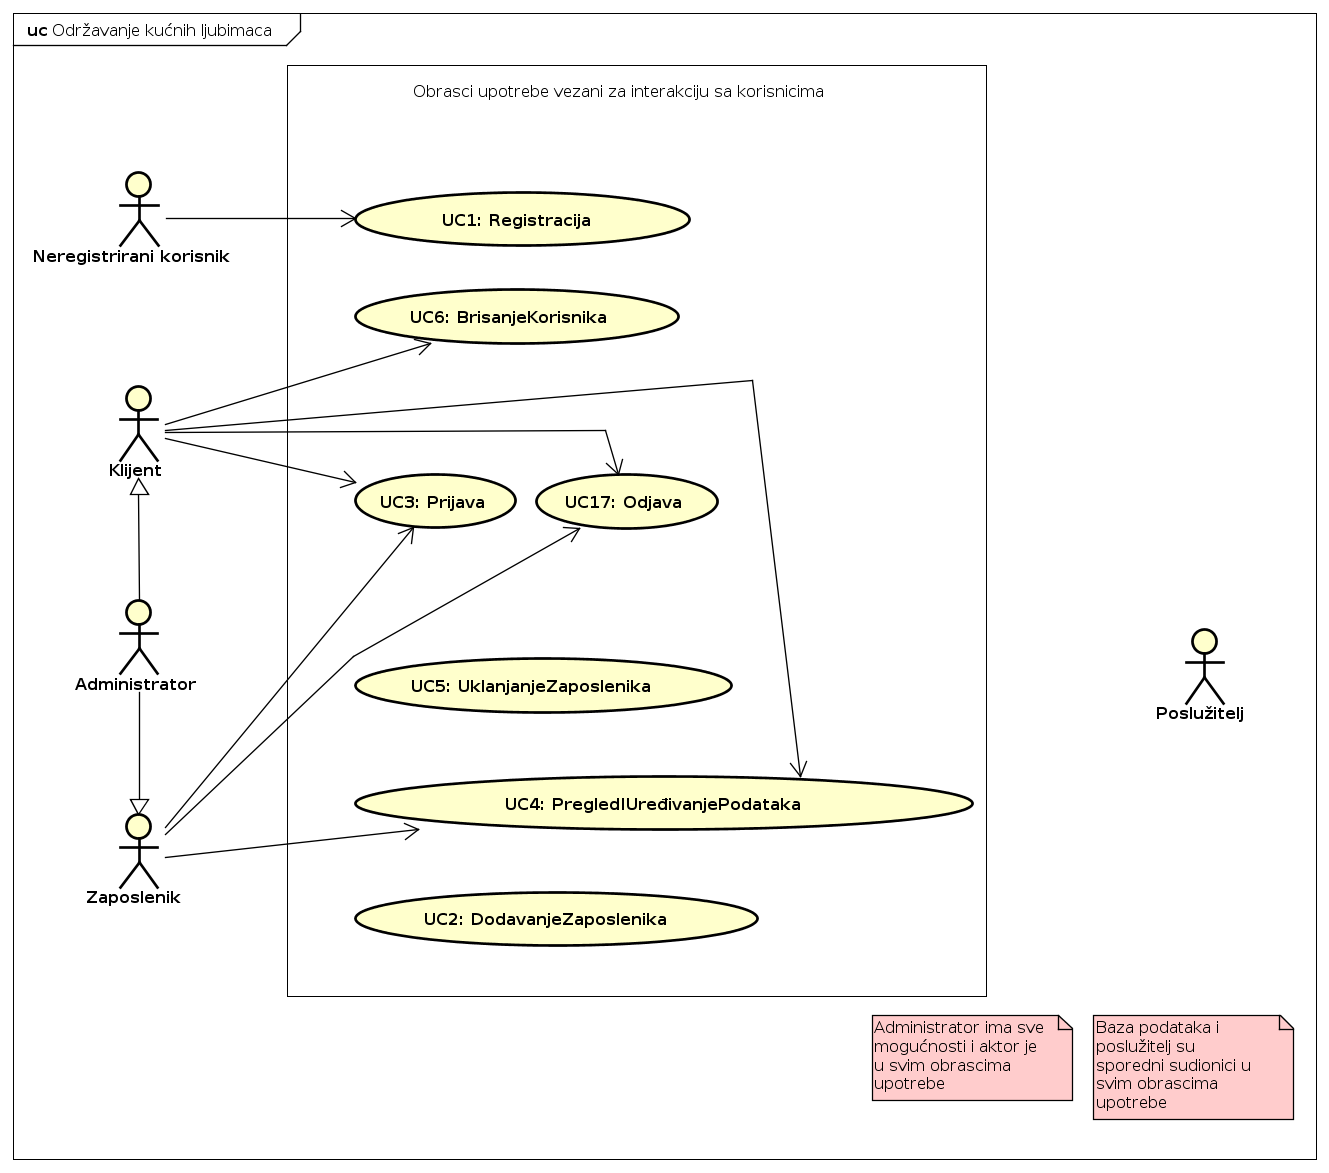 uc Održavanje kućnih ljubimaca
Obrasci upotrebe vezani za interakciju sa korisnicima
UC1: Registracija
Neregistrirani korisnik
UC6: BrisanjeKorisnika
Klijent
UC3: Prijava
UC17: Odjava
Administrator
UC5: UklanjanjeZaposlenika
Poslužitelj
UC4: PregledIUređivanjePodataka
Zaposlenik
UC2: DodavanjeZaposlenika
Administrator ima sve
mogućnosti i aktor je
u svim obrascima
upotrebe
Baza podataka i
poslužitelj su
sporedni sudionici u
svim obrascima
upotrebe